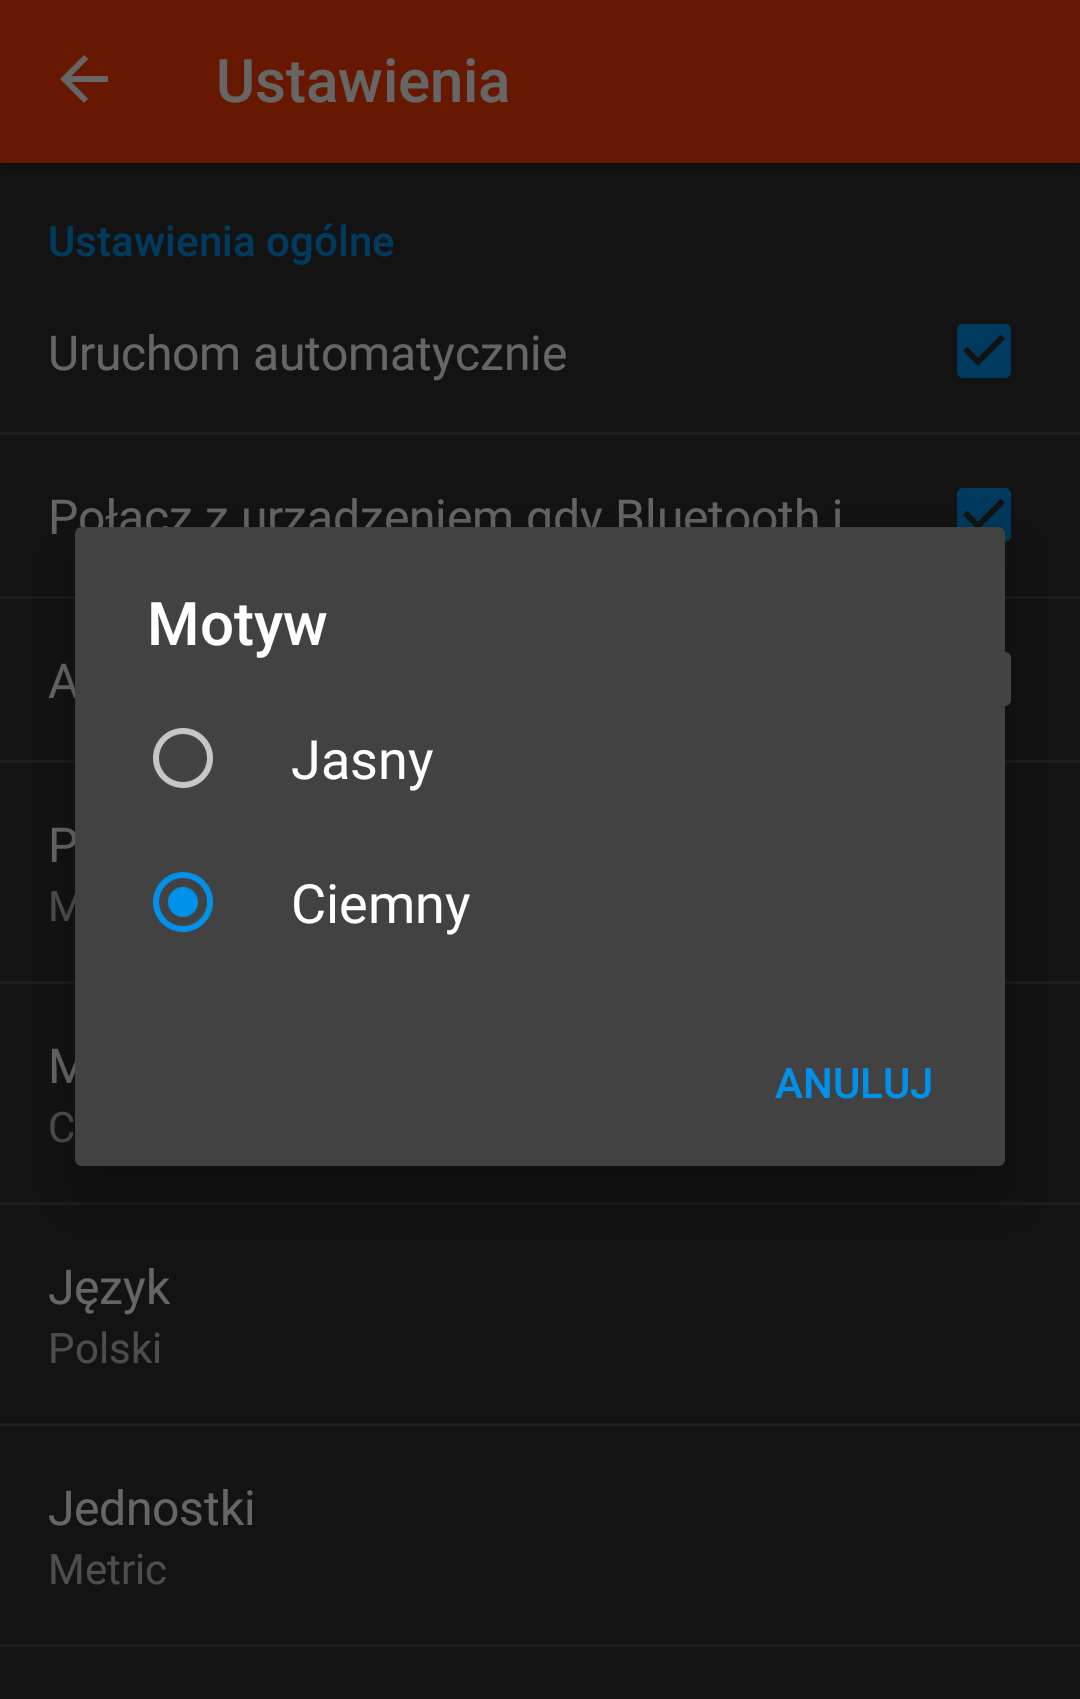 Ustawienia
Ustawienia ogólne
Uruchom automatycznie
Połącz z urządzeniem gdy Bluetooth j
Motyw
Jasny
Ciemny
ANULUJ
Język
Polski
Jednostki
Metric